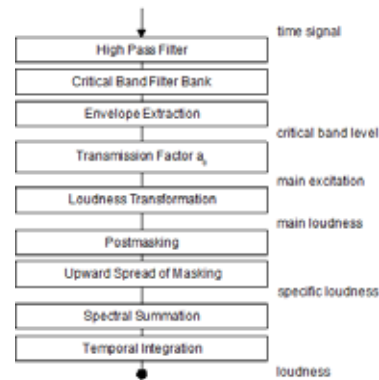 time signal
High Pass Filter
Critical Band Filter Bank
Envelope Extraction
critical band level
Transmission Factor a₀
main excitation
Loudness Transformation
main loudness
Postmasking
Upward Spread of Masking
specific loudness
Spectral Summation
Temporal Integration
loudness